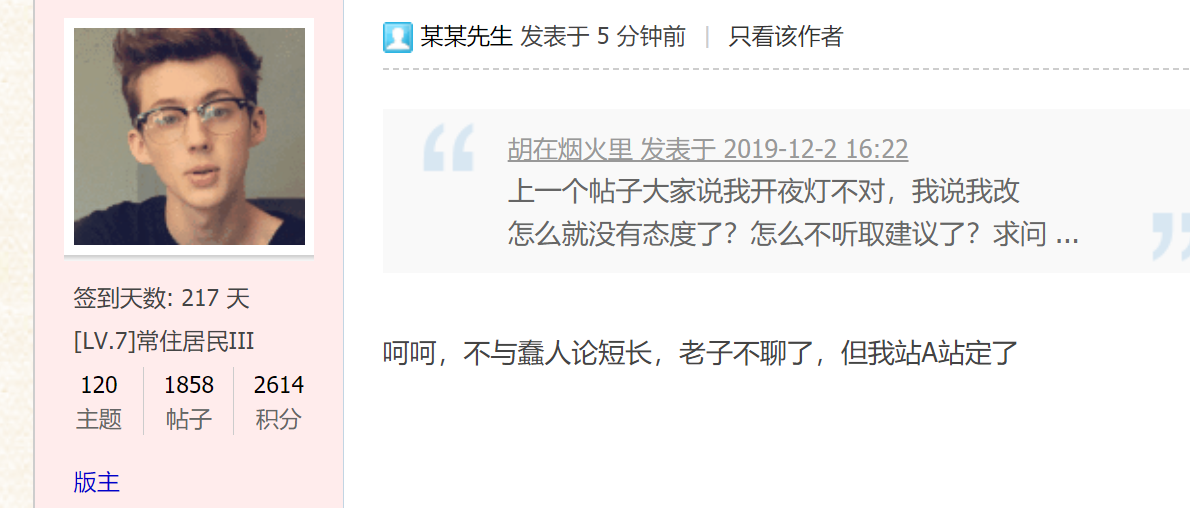 某某先生 发表于 5 分钟前 | 只看该作者
胡在烟火里 发表于 2019-12-2 16:22
上一个帖子大家说我开夜灯不对，我说我改
怎么就没有态度了？怎么不听取建议了？求问 ...
呵呵，不与蠢人论短长，老子不聊了，但我站A站定了
签到天数: 217 天
[LV.7]常住居民III
120 1858 2614
主题 帖子 积分
版主